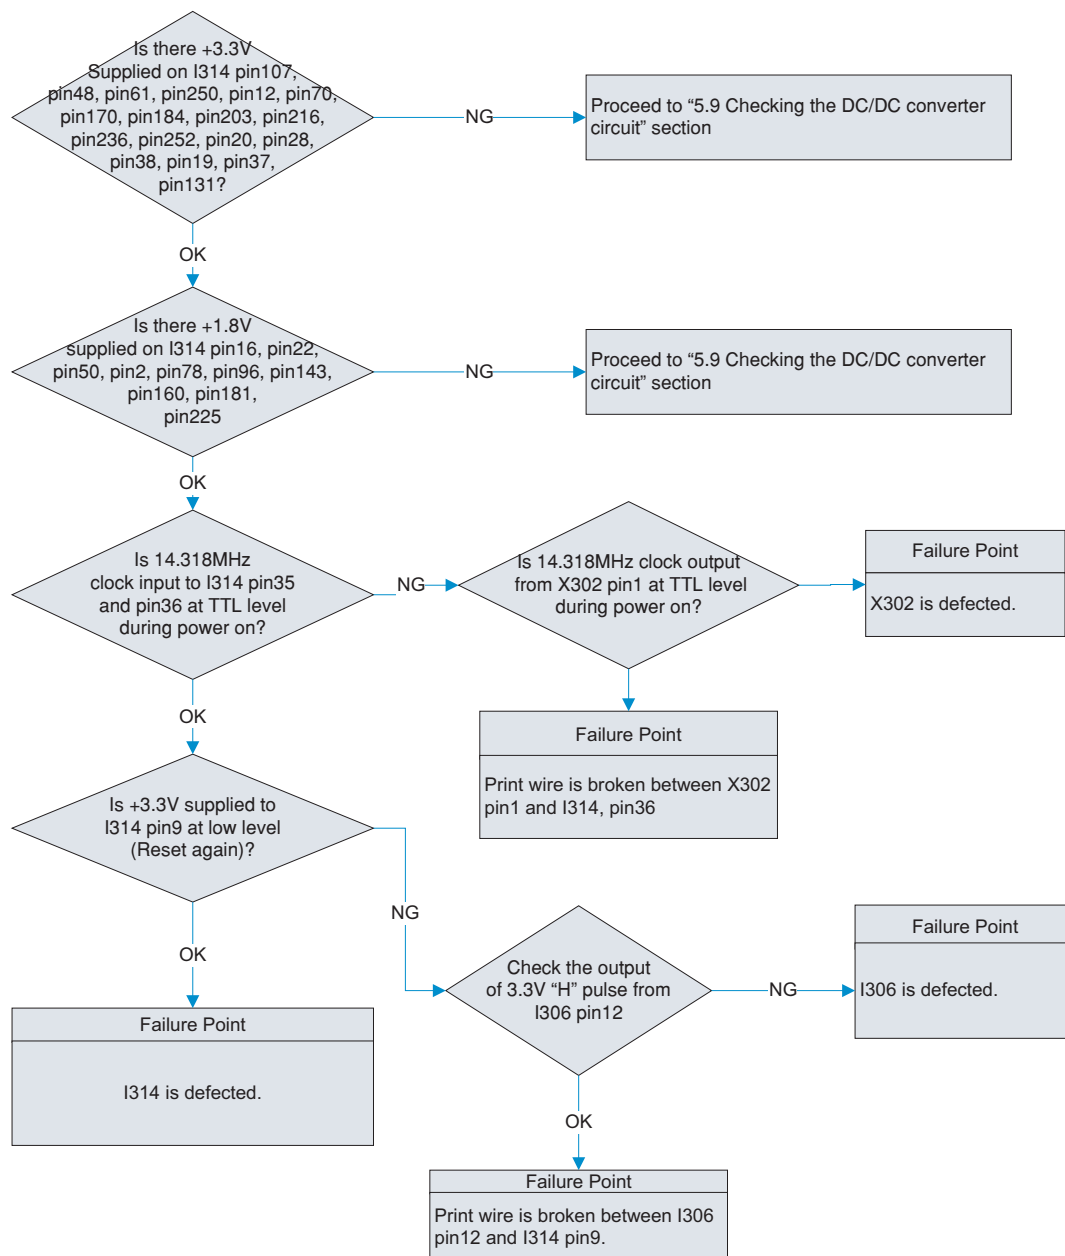 Is there +3.3V
Supplied on I314 pin107,
pin48, pin61, pin250, pin12, pin70,
pin170, pin184, pin203, pin216,
pin236, pin252, pin20, pin28,
pin38, pin19, pin37,
pin131?
NG
Proceed to “5.9 Checking the DC/DC converter
circuit” section
OK
Is there +1.8V
supplied on I314 pin16, pin22,
pin50, pin2, pin78, pin96, pin143,
pin160, pin181,
pin225
NG
Proceed to “5.9 Checking the DC/DC converter
circuit” section
OK
Is 14.318MHz
clock input to I314 pin35
and pin36 at TTL level
during power on?
NG
Is 14.318MHz clock output
from X302 pin1 at TTL level
during power on?
Failure Point
X302 is defected.
Failure Point
Print wire is broken between X302
pin1 and I314, pin36
OK
Is +3.3V supplied to
I314 pin9 at low level
(Reset again)?
NG
OK
Failure Point
I314 is defected.
Check the output
of 3.3V “H” pulse from
I306 pin12
NG
Failure Point
I306 is defected.
OK
Failure Point
Print wire is broken between I306
pin12 and I314 pin9.